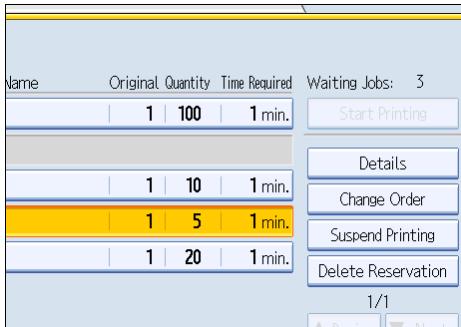 Name Original Quantity Time Required Waiting Jobs: 3
1 100 1 min. Start Printing
Details
1 10 1 min. Change Order
1 5 1 min. Suspend Printing
1 20 1 min. Delete Reservation
1/1